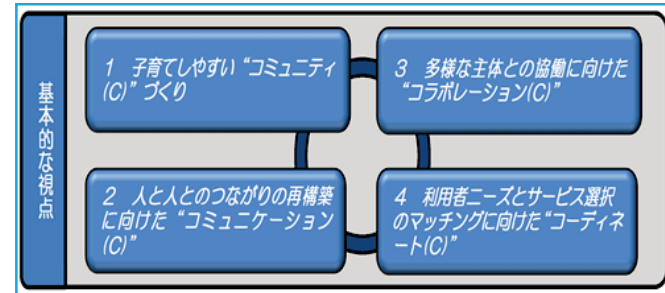 基本的な視点
1 子育てしやすい“コミュニティ
(C)”づくり
2 人と人とのつながりの再構築
に向けた“コミュニケーション
(C)”
3 多様な主体との協働に向けた
“コラボレーション(C)”
4 利用者ニーズとサービス選択
のマッチングに向けた“コーディネ
ート(C)”